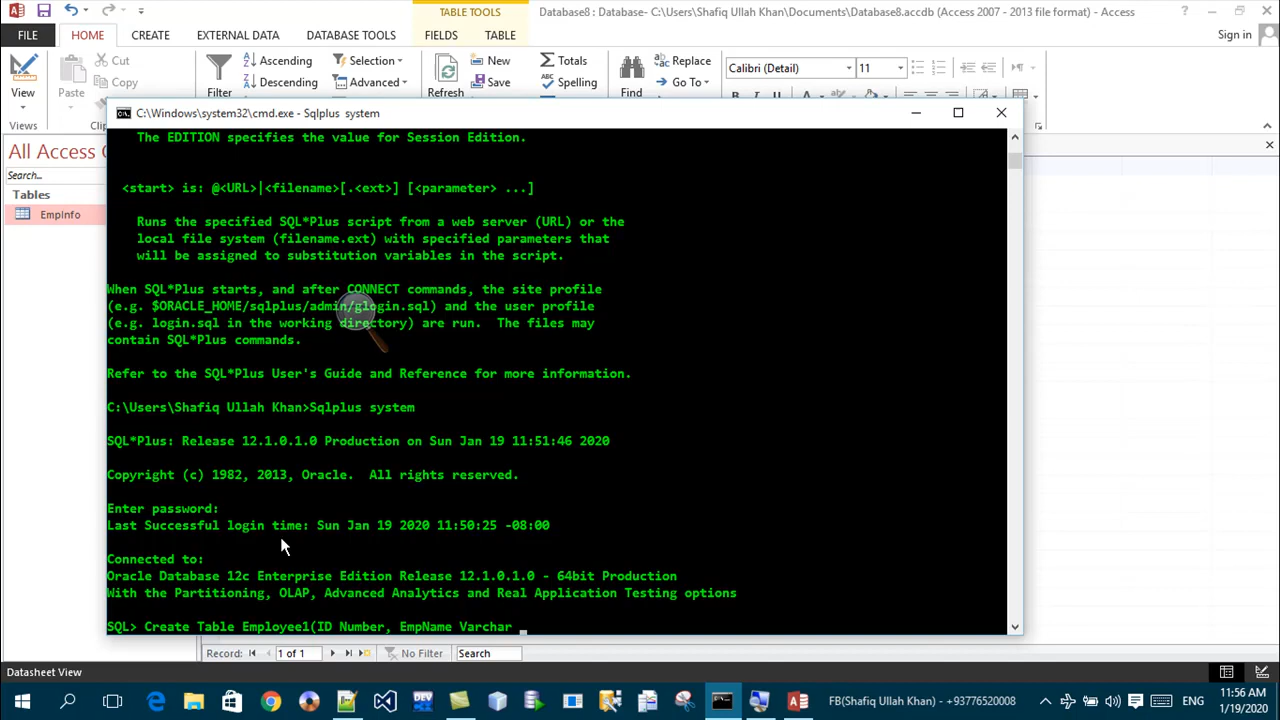 TABLE TOOLS
Database8 : Database- C:\Users\Shafiq Ullah Khan\Documents\Database8.accdb (Access 2007 - 2013 file format) - Access
FILE HOME CREATE EXTERNAL DATA DATABASE TOOLS FIELDS TABLE Sign in
Cut Ascending Selection New Totals Replace Calibri (Detail) 11
View Paste Copy Filter Descending Advanced Refresh Save Spelling Find Go To
B I U A
Views
C:\Windows\system32\cmd.exe - Sqlplus system
All Access
Search...
Tables
EmpInfo
The EDITION specifies the value for Session Edition.
<start> is: @<URL>|<filename>[.<ext>] [<parameter> ...]
Runs the specified SQL*Plus script from a web server (URL) or the
local file system (filename.ext) with specified parameters that
will be assigned to substitution variables in the script.
When SQL*Plus starts, and after CONNECT commands, the site profile
(e.g. $ORACLE_HOME/sqlplus/admin/glogin.sql) and the user profile
(e.g. login.sql in the working directory) are run.  The files may
contain SQL*Plus commands.
Refer to the SQL*Plus User's Guide and Reference for more information.
C:\Users\Shafiq Ullah Khan>Sqlplus system
SQL*Plus: Release 12.1.0.1.0 Production on Sun Jan 19 11:51:46 2020
Copyright (c) 1982, 2013, Oracle.  All rights reserved.
Enter password:
Last Successful login time: Sun Jan 19 2020 11:50:25 -08:00
Connected to:
Oracle Database 12c Enterprise Edition Release 12.1.0.1.0 - 64bit Production
With the Partitioning, OLAP, Advanced Analytics and Real Application Testing options
SQL> Create Table Employee1(ID Number, EmpName Varchar _
Record: 1 of 1 No Filter Search
Datasheet View
DEV
FB(Shafiq Ullah Khan) - +93776520008
ENG
11:56 AM
1/19/2020